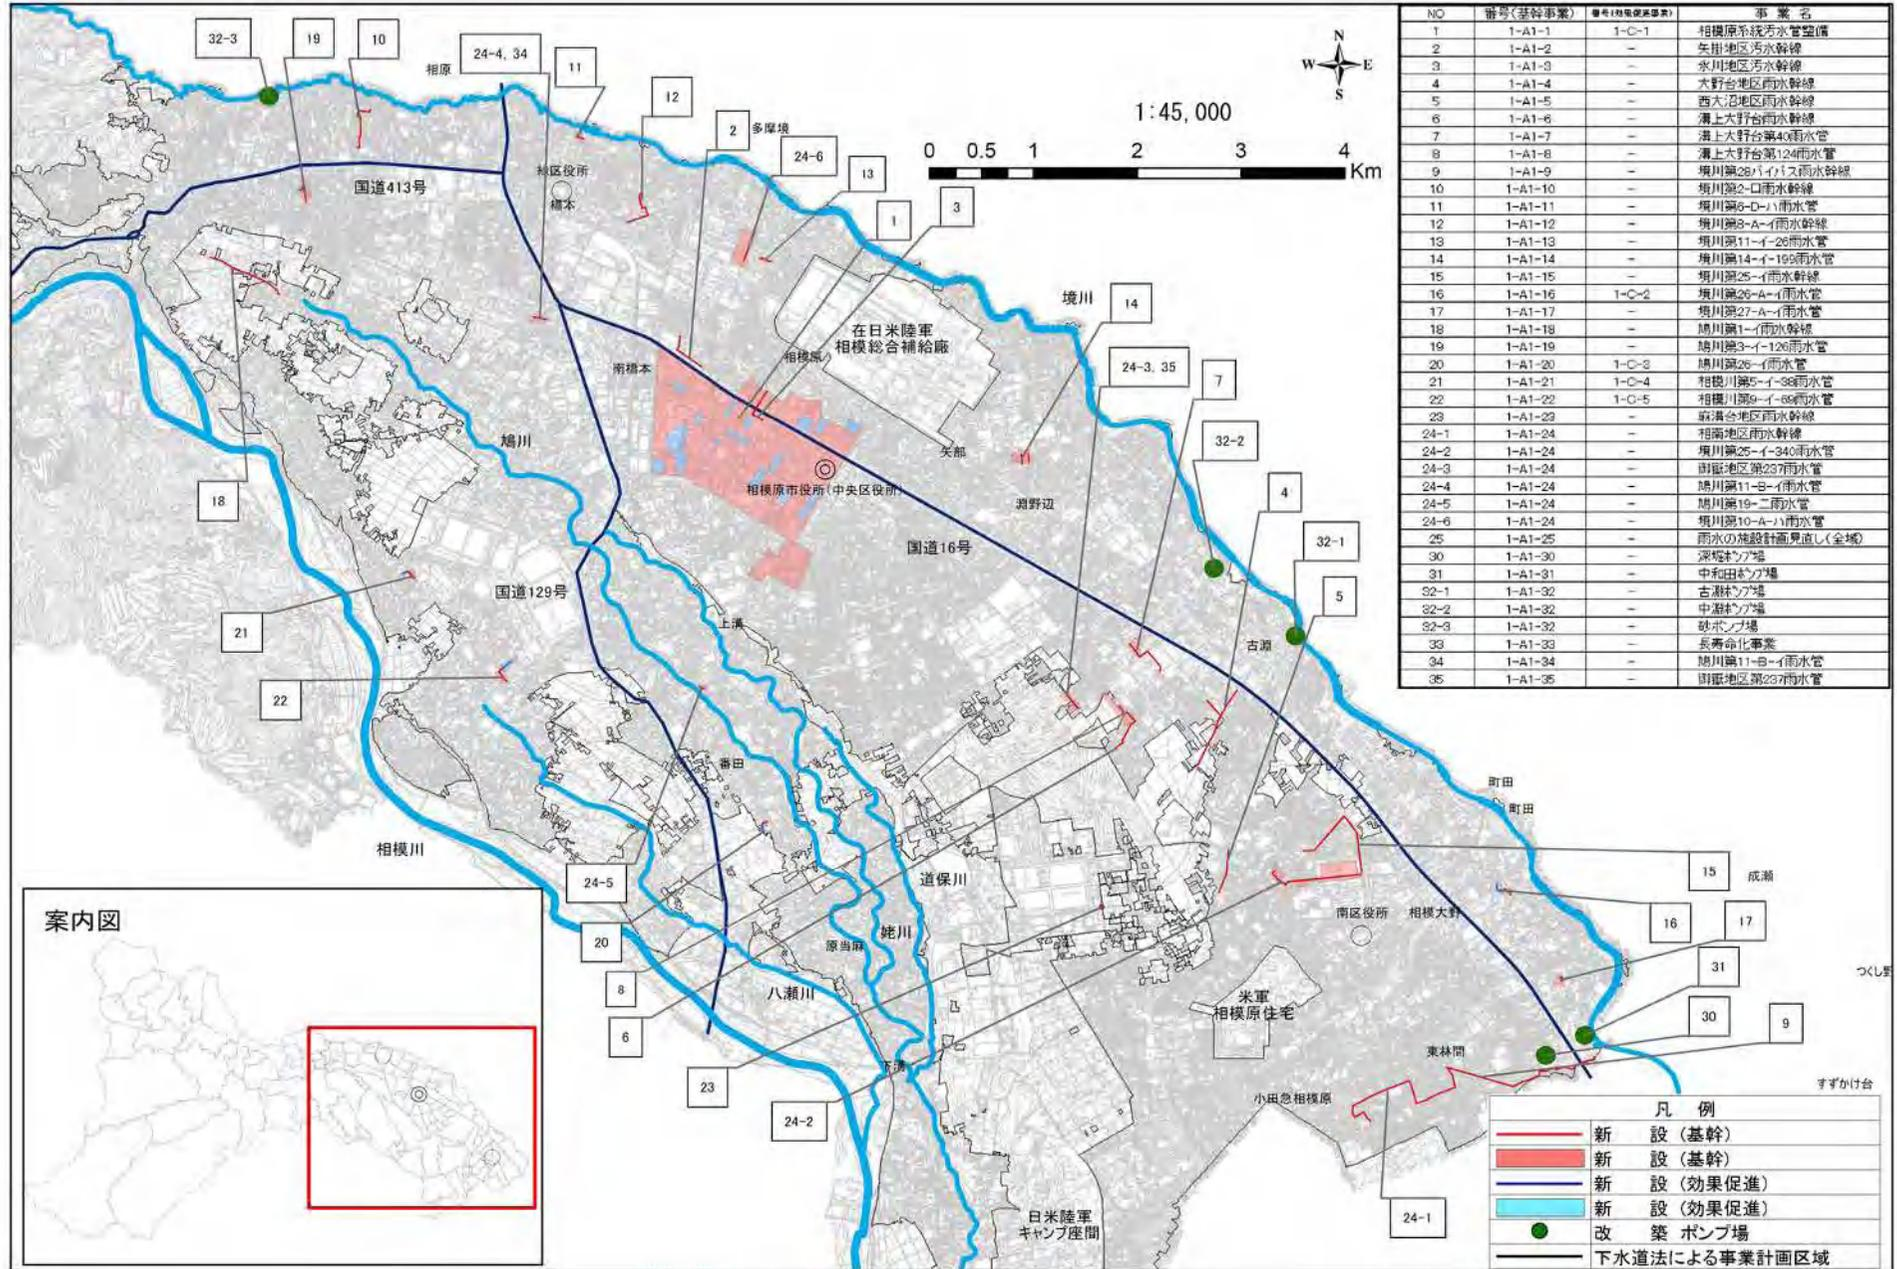 32-3
19
10
24-4, 34
相原
11
12
2
多摩境
24-6
13
1
3
N
W E
S
1:45,000
0 0.5 1 2 3 4
Km
国道413号
緑区役所
橋本
境川
14
在日米陸軍
相模総合補給廠
相模原
南橋本
24-3, 35
7
鳩川
32-2
矢部
4
相模原市役所(中央区役所)
淵野辺
18
32-1
国道16号
国道129号
5
21
上溝
古淵
22
番田
町田
町田
相模川
15
成瀬
24-5
道保川
16
17
南区役所
相模大野
20
姥川
原当麻
31
つくし野
8
八瀬川
米軍
相模原住宅
30
9
6
東林間
下溝
23
すずかけ台
小田急相模原
24-2
24-1
日米陸軍
キャンプ座間
案内図
NO 番号(基幹事業) 番号(効果促進事業) 事業名
1 1-A1-1 1-C-1 相模原系統汚水管整備
2 1-A1-2 - 矢掛地区汚水幹線
3 1-A1-3 - 氷川地区汚水幹線
4 1-A1-4 - 大野台地区雨水幹線
5 1-A1-5 - 西大沼地区雨水幹線
6 1-A1-6 - 溝上大野台雨水幹線
7 1-A1-7 - 溝上大野台第40雨水管
8 1-A1-8 - 溝上大野台第124雨水管
9 1-A1-9 - 境川第28バイパス雨水幹線
10 1-A1-10 - 境川第2-ロ雨水幹線
11 1-A1-11 - 境川第6-D-ハ雨水管
12 1-A1-12 - 境川第8-A-イ雨水幹線
13 1-A1-13 - 境川第11-イ-26雨水管
14 1-A1-14 - 境川第14-イ-199雨水管
15 1-A1-15 - 境川第25-イ雨水幹線
16 1-A1-16 1-C-2 境川第26-A-イ雨水管
17 1-A1-17 - 境川第27-A-イ雨水管
18 1-A1-18 - 鳩川第1-イ雨水幹線
19 1-A1-19 - 鳩川第3-イ-126雨水管
20 1-A1-20 1-C-3 鳩川第26-イ雨水管
21 1-A1-21 1-C-4 相模川第5-イ-38雨水管
22 1-A1-22 1-C-5 相模川第9-イ-69雨水管
23 1-A1-23 - 麻溝台地区雨水幹線
24-1 1-A1-24 - 相南地区雨水幹線
24-2 1-A1-24 - 境川第25-イ-340雨水管
24-3 1-A1-24 - 御嶽地区第237雨水管
24-4 1-A1-24 - 鳩川第11-B-イ雨水管
24-5 1-A1-24 - 鳩川第19-ニ雨水管
24-6 1-A1-24 - 境川第10-A-ハ雨水管
25 1-A1-25 - 雨水の施設計画見直し(全域)
30 1-A1-30 - 深堀ポンプ場
31 1-A1-31 - 中和田ポンプ場
32-1 1-A1-32 - 古淵ポンプ場
32-2 1-A1-32 - 中淵ポンプ場
32-3 1-A1-32 - 砂ポンプ場
33 1-A1-33 - 長寿命化事業
34 1-A1-34 - 鳩川第11-B-イ雨水管
35 1-A1-35 - 御嶽地区第237雨水管
凡 例
新 設 (基幹)
新 設 (基幹)
新 設 (効果促進)
新 設 (効果促進)
改 築 ポンプ場
下水道法による事業計画区域